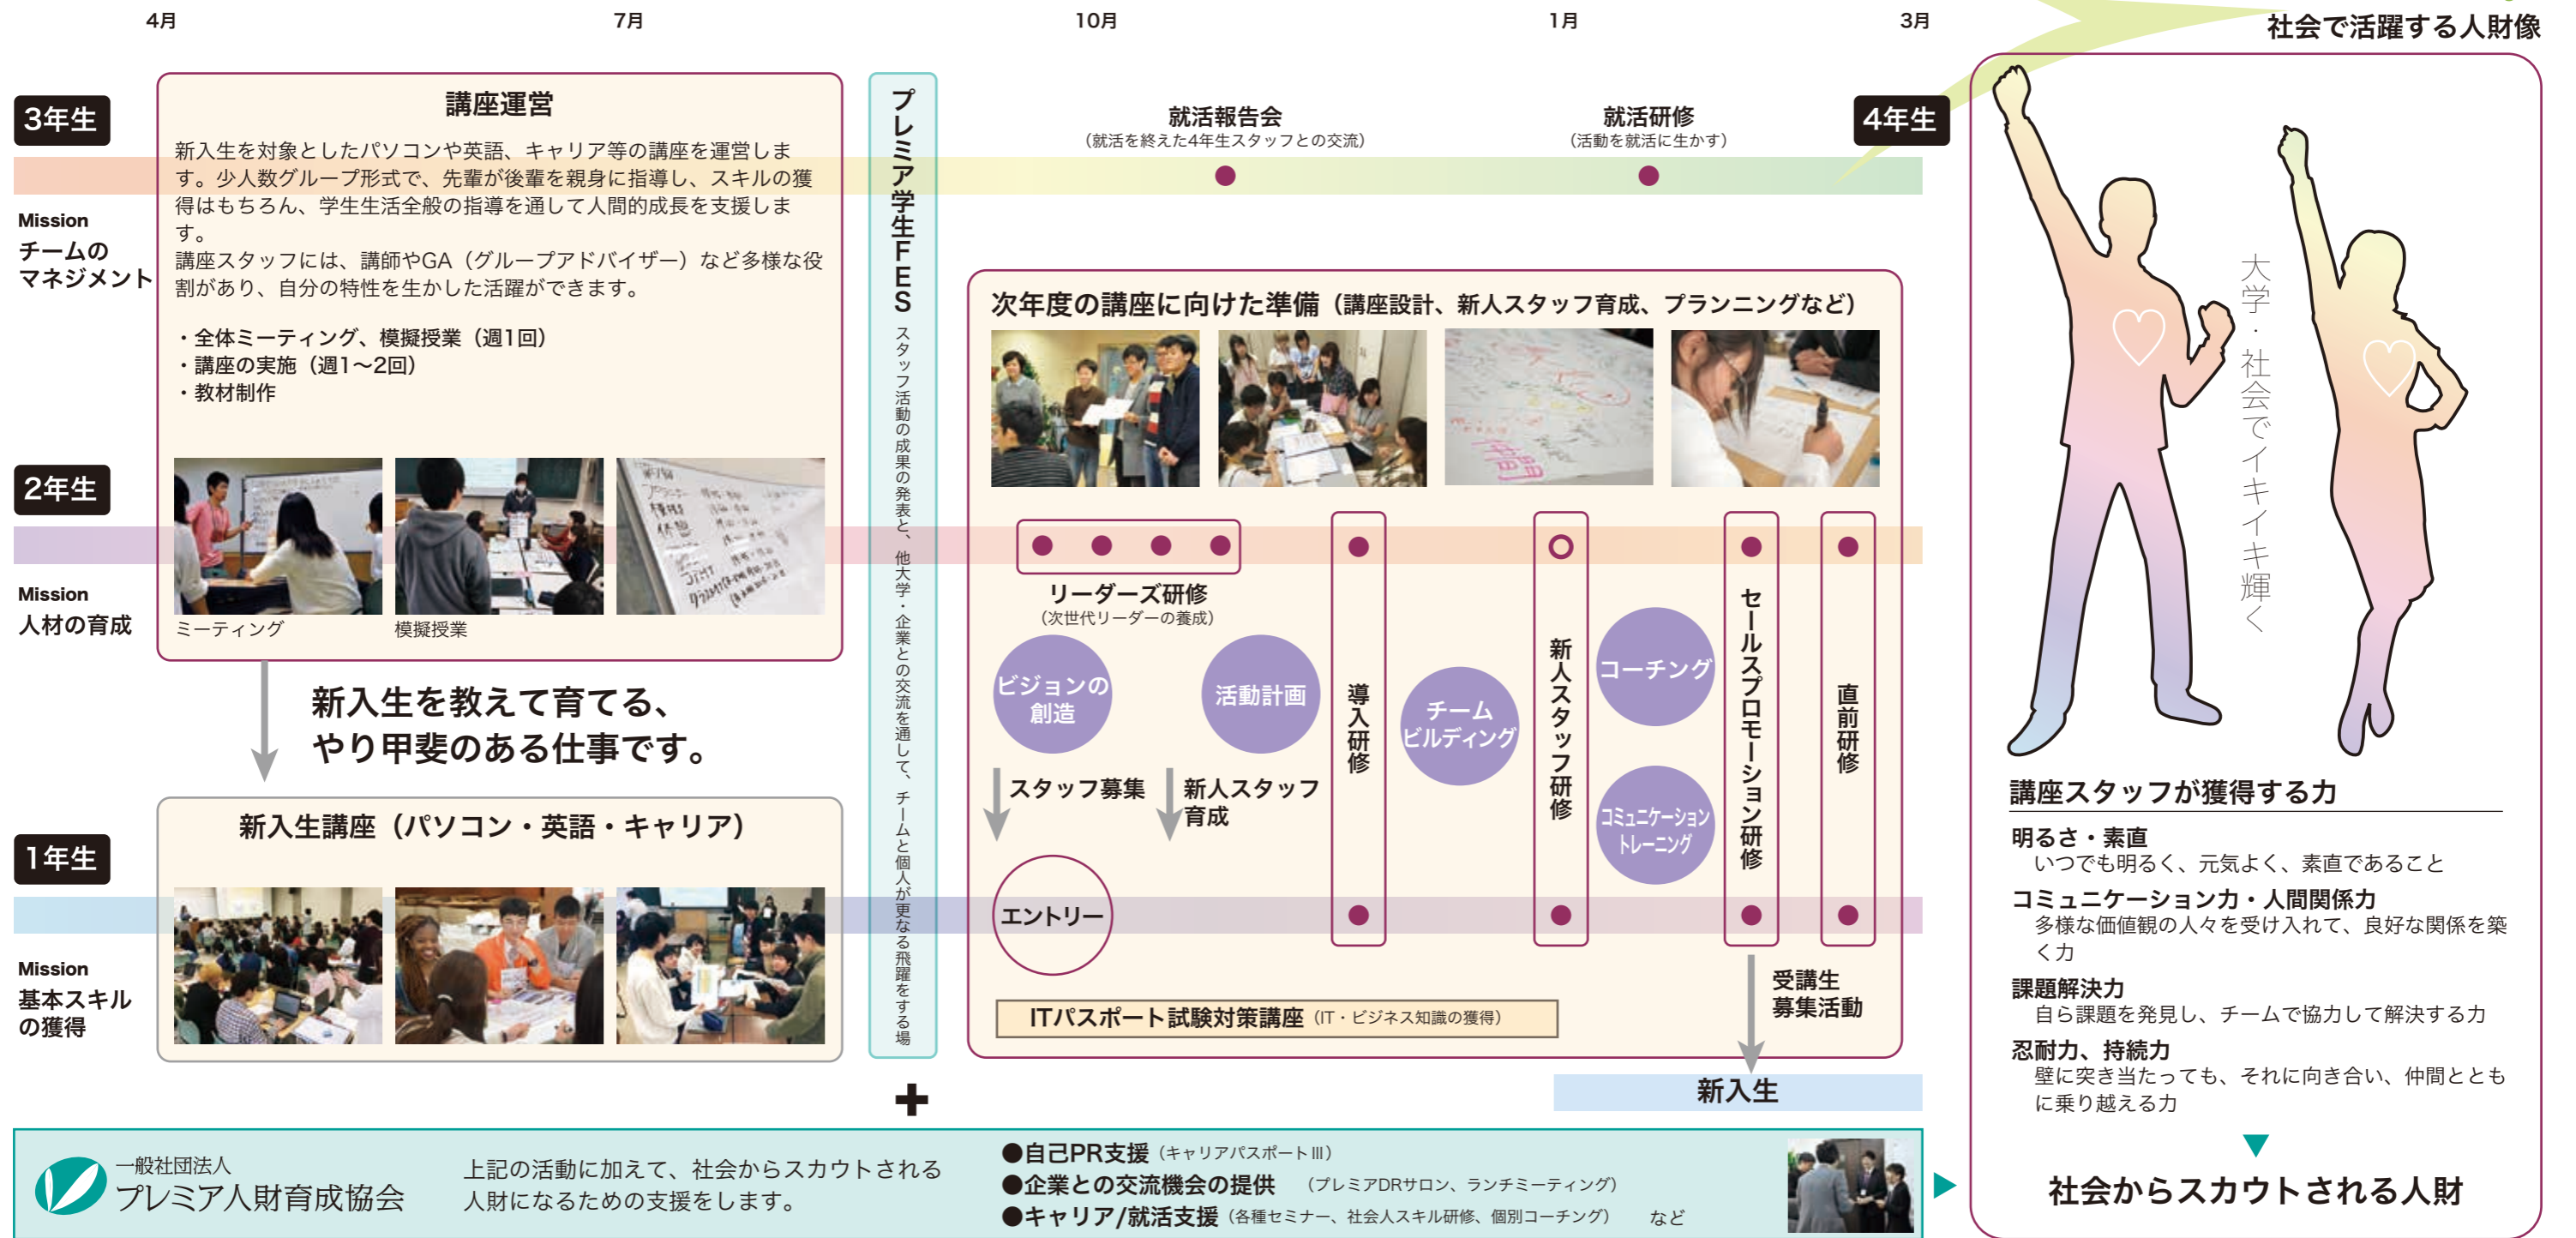 4月
7月
10月
1月
3月
社会で活躍する人財像
3年生
Mission
チームの
マネジメント
講座運営
新入生を対象としたパソコンや英語、キャリア等の講座を運営しま
す。少人数グループ形式で、先輩が後輩を親身に指導し、スキルの獲
得はもちろん、学生生活全般の指導を通して人間的成長を支援しま
す。
講座スタッフには、講師やGA（グループアドバイザー）など多様な役
割があり、自分の特性を生かした活躍ができます。
・全体ミーティング、模擬授業（週1回）
・講座の実施（週1〜2回）
・教材制作
ミーティング
模擬授業
2年生
Mission
人材の育成
新入生を教えて育てる、
やり甲斐のある仕事です。
1年生
Mission
基本スキル
の獲得
新入生講座（パソコン・英語・キャリア）
プレミア学生FES
スタッフ活動の成果の発表と、他大学・企業との交流を通して、チームと個人が更なる飛躍をする場
就活報告会
（就活を終えた4年生スタッフとの交流）
就活研修
（活動を就活に生かす）
4年生
次年度の講座に向けた準備（講座設計、新人スタッフ育成、プランニングなど）
リーダーズ研修
（次世代リーダーの養成）
ビジョンの
創造
活動計画
スタッフ募集
新人スタッフ
育成
エントリー
導入研修
チーム
ビルディング
新人スタッフ研修
コーチング
コミュニケーション
トレーニング
セールスプロモーション研修
直前研修
ITパスポート試験対策講座（IT・ビジネス知識の獲得）
受講生
募集活動
新入生
大学・社会でイキイキ輝く
講座スタッフが獲得する力
明るさ・素直
いつでも明るく、元気よく、素直であること
コミュニケーション力・人間関係力
多様な価値観の人々を受け入れて、良好な関係を築
く力
課題解決力
自ら課題を発見し、チームで協力して解決する力
忍耐力、持続力
壁に突き当たっても、それに向き合い、仲間ととも
に乗り越える力
社会からスカウトされる人財
一般社団法人
プレミア人財育成協会
上記の活動に加えて、社会からスカウトされる
人財になるための支援をします。
●自己PR支援（キャリアパスポートⅢ）
●企業との交流機会の提供　（プレミアDRサロン、ランチミーティング）
●キャリア/就活支援（各種セミナー、社会人スキル研修、個別コーチング）　など